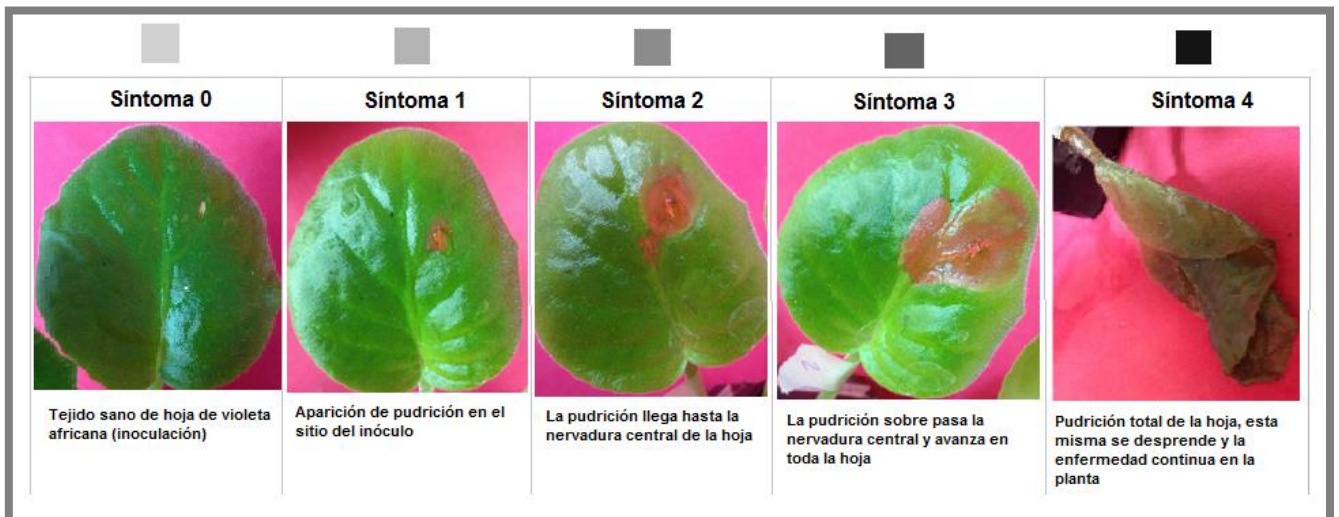 Síntoma 0
Síntoma 1
Síntoma 2
Síntoma 3
Síntoma 4
Tejido sano de hoja de violeta
africana (inoculación)
Aparición de pudrición en el
sitio del inóculo
La pudrición llega hasta la
nervadura central de la hoja
La pudrición sobre pasa la
nervadura central y avanza en
toda la hoja
Pudrición total de la hoja, esta
misma se desprende y la
enfermedad continua en la
planta